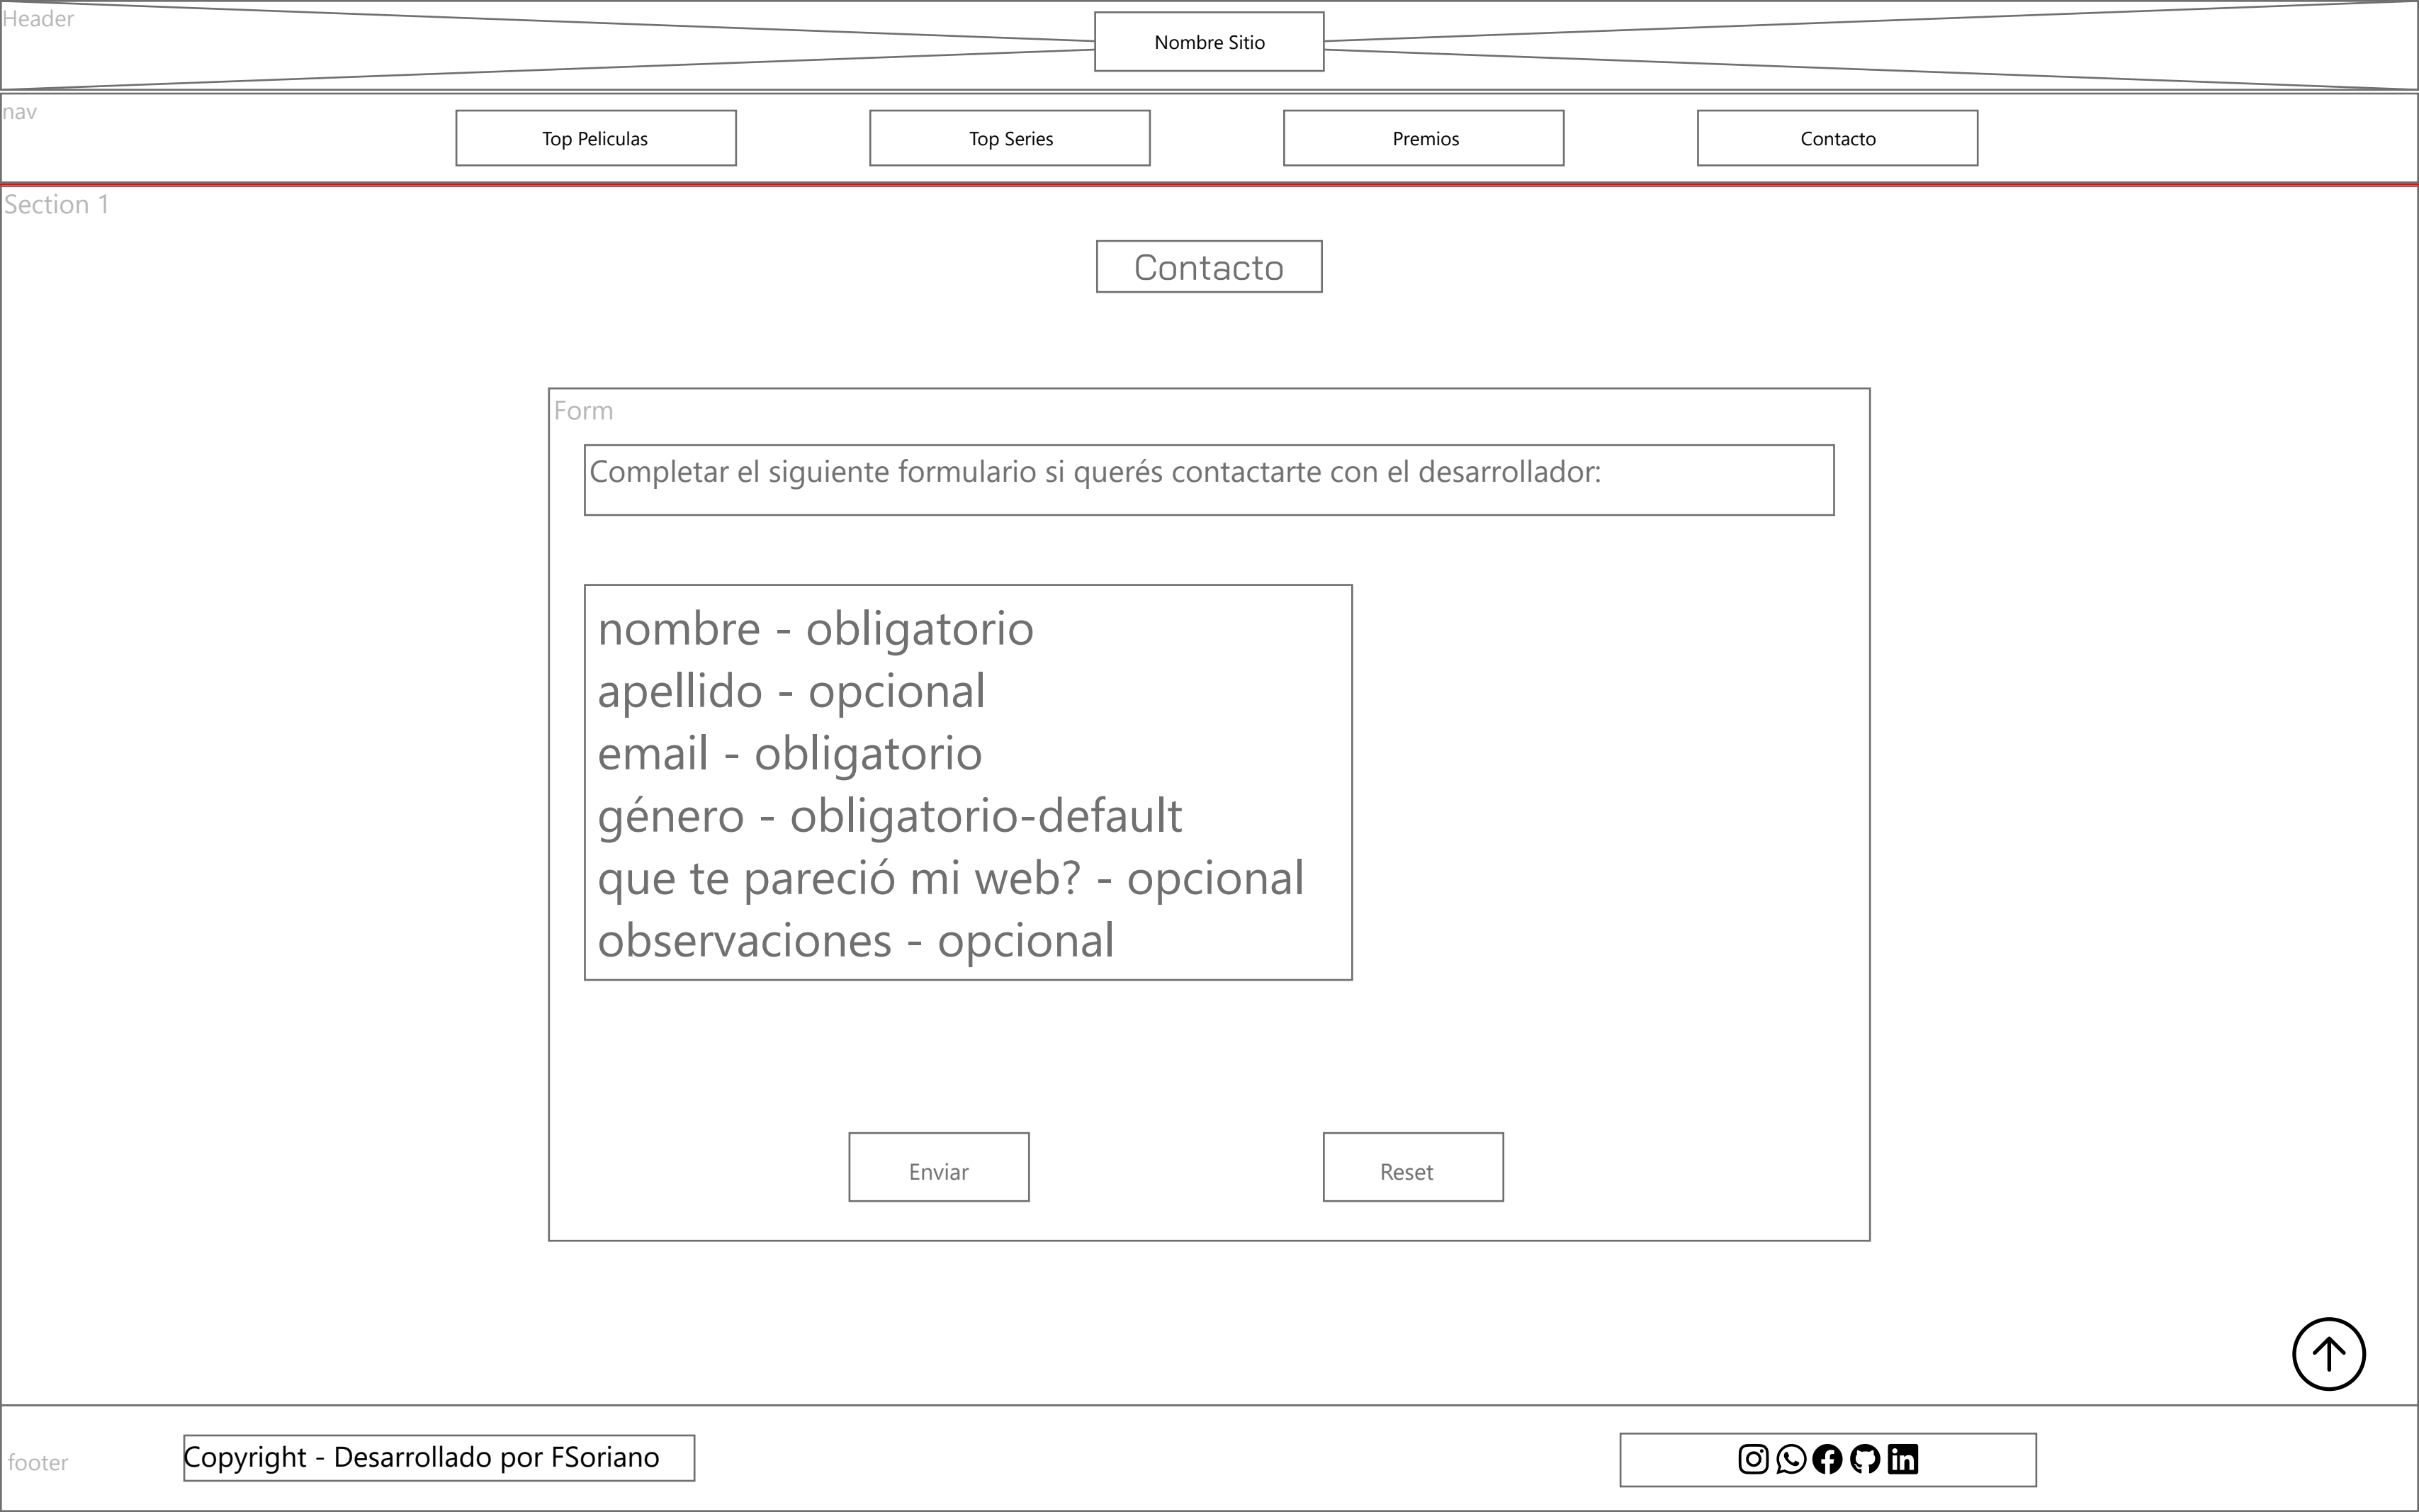 Header
Nombre Sitio
nav
Top Peliculas
Top Series
Premios
Contacto
Section 1
Contacto
Form
Completar el siguiente formulario si querés contactarte con el desarrollador:
nombre - obligatorio
apellido - opcional
email - obligatorio
género - obligatorio-default
que te pareció mi web? - opcional
observaciones - opcional
Enviar
Reset
footer
Copyright - Desarrollado por FSoriano
in